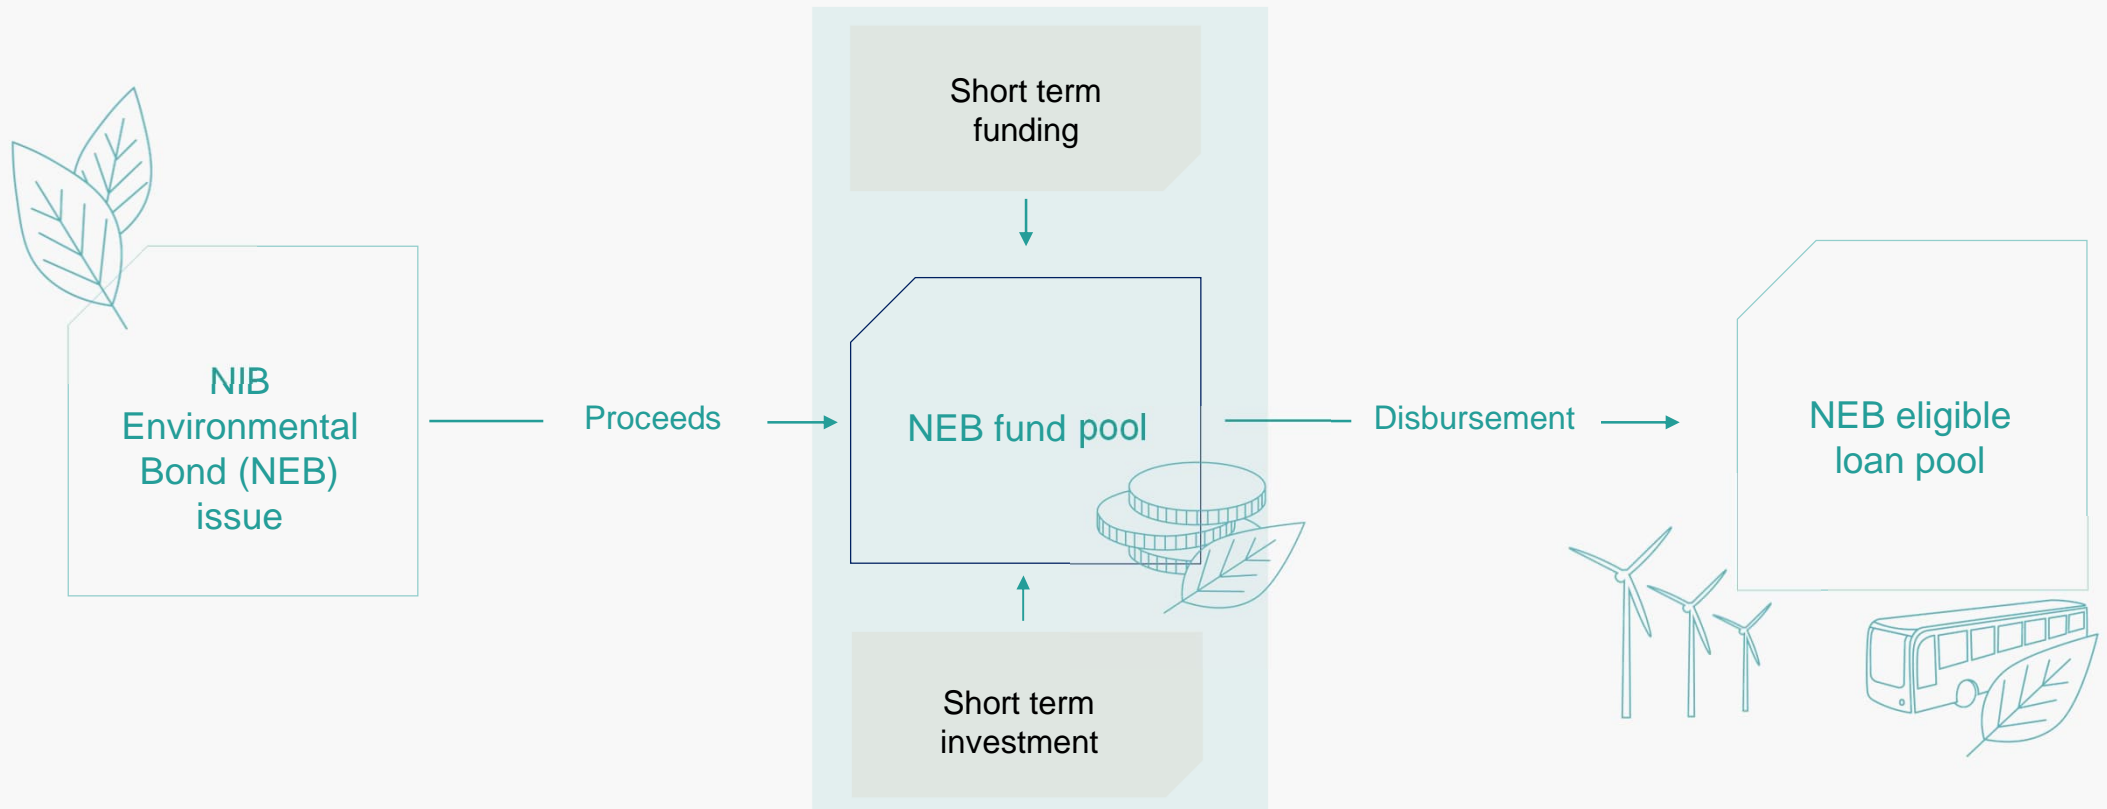 Short term
funding
NIB
Environmental
Bond (NEB)
issue
Proceeds
NEB fund pool
Disbursement
NEB eligible
loan pool
Short term
investment